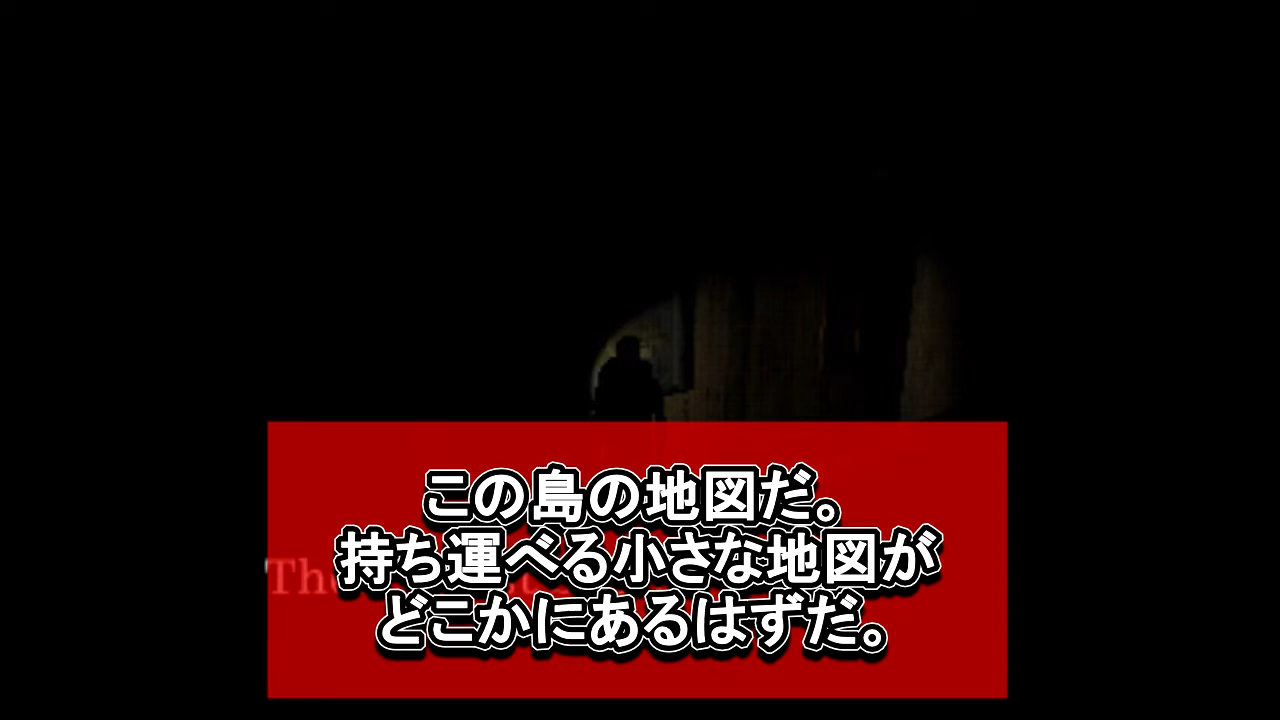 この島の地図だ。
持ち運べる小さな地図が
どこかにあるはずだ。